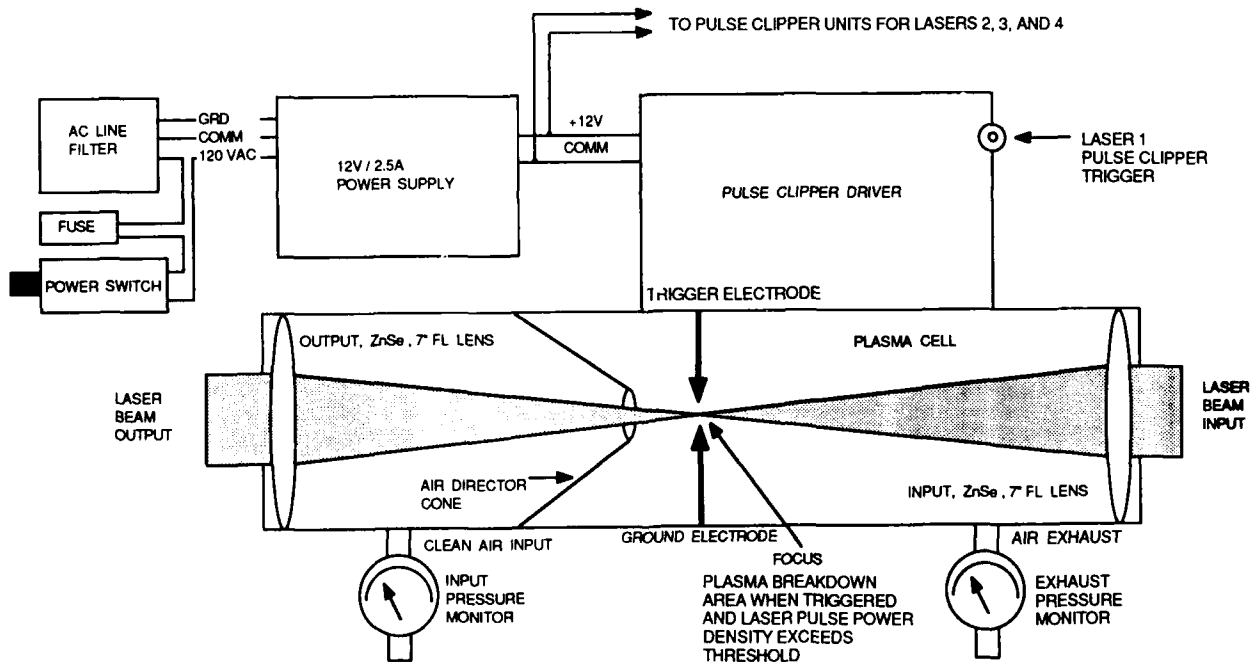 TO PULSE CLIPPER UNITS FOR LASERS 2, 3, AND 4
AC LINE
FILTER
GRD
COMM
120 VAC
12V / 2.5A
POWER SUPPLY
+12V
COMM
PULSE CLIPPER DRIVER
LASER 1
PULSE CLIPPER
TRIGGER
FUSE
POWER SWITCH
TRIGGER ELECTRODE
OUTPUT, ZnSe, 7" FL LENS
PLASMA CELL
LASER
BEAM
OUTPUT
LASER
BEAM
INPUT
AIR DIRECTOR
CONE
INPUT, ZnSe, 7" FL LENS
CLEAN AIR INPUT
GROUND ELECTRODE
AIR EXHAUST
INPUT
PRESSURE
MONITOR
FOCUS
PLASMA BREAKDOWN
AREA WHEN TRIGGERED
AND LASER PULSE POWER
DENSITY EXCEEDS
THRESHOLD
EXHAUST
PRESSURE
MONITOR